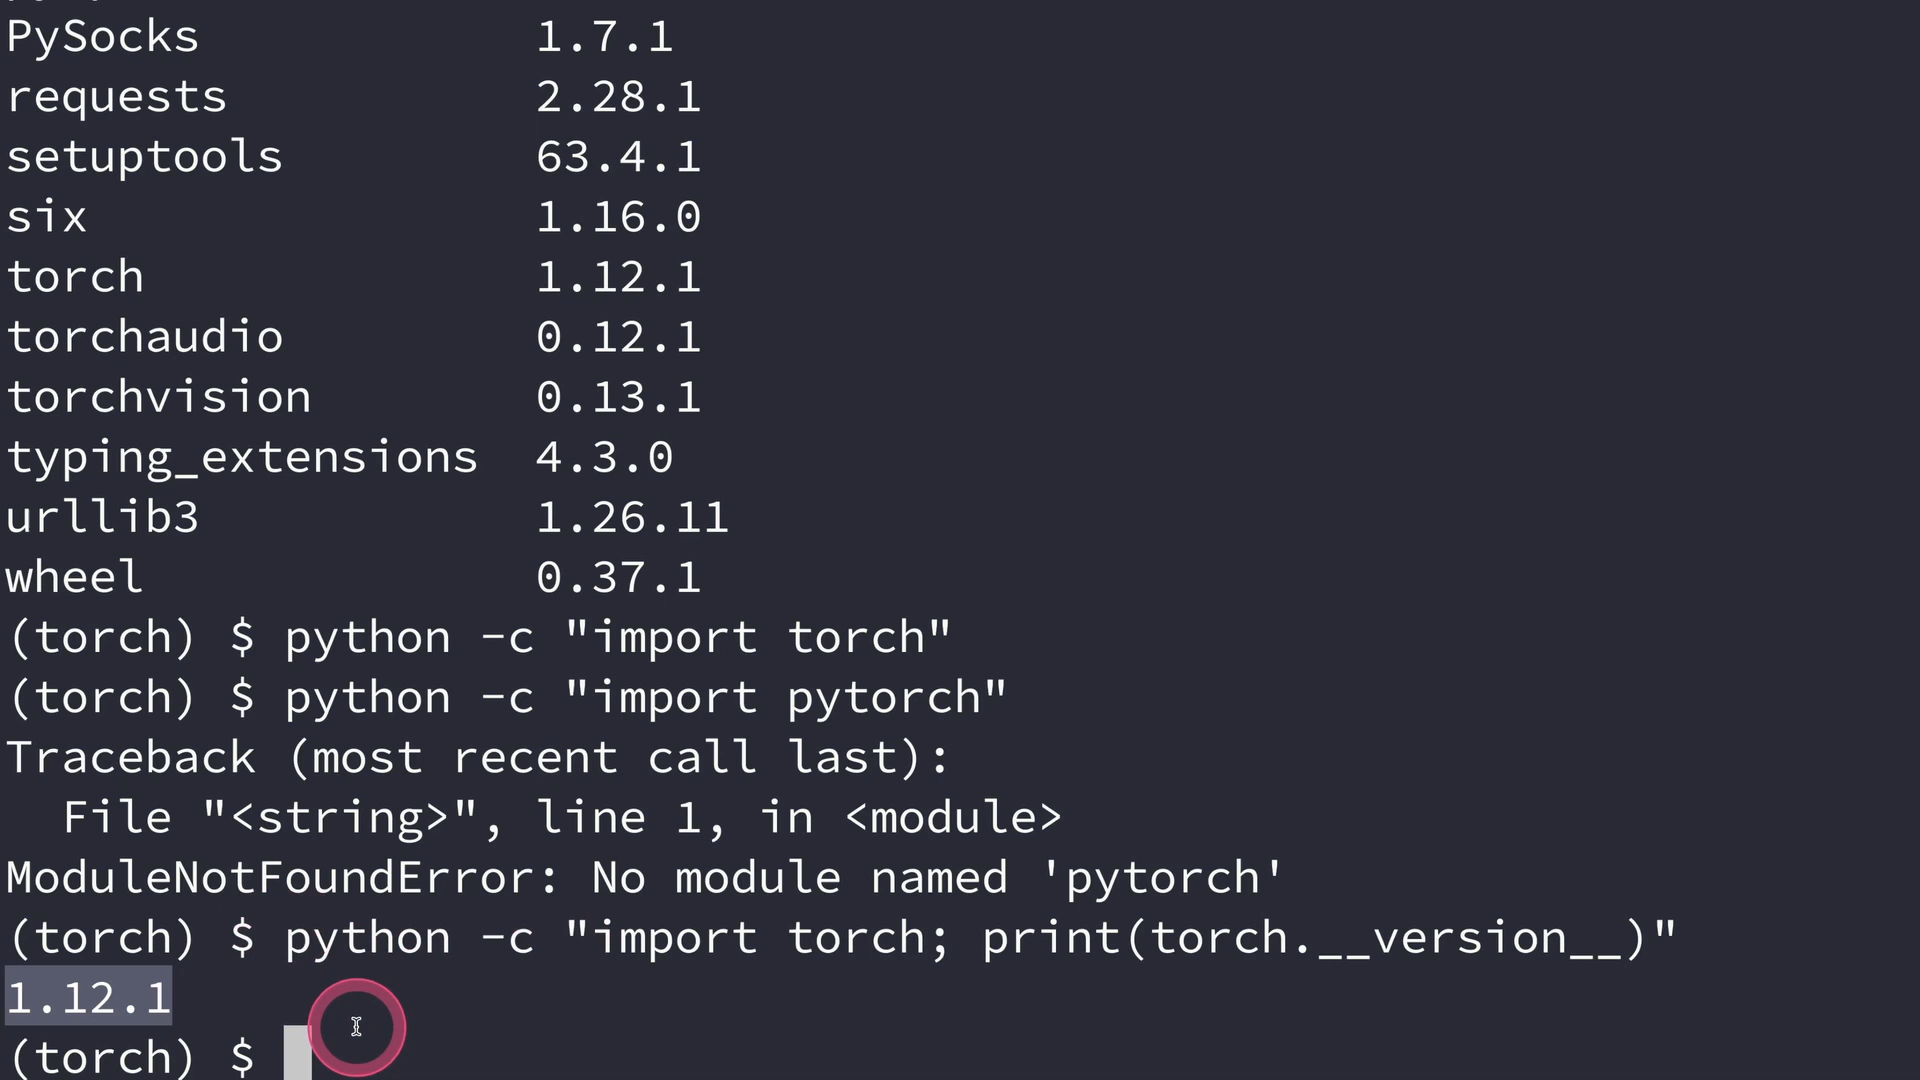 PySocks 1.7.1
requests 2.28.1
setuptools 63.4.1
six 1.16.0
torch 1.12.1
torchaudio 0.12.1
torchvision 0.13.1
typing_extensions 4.3.0
urllib3 1.26.11
wheel 0.37.1
(torch) $ python -c "import torch"
(torch) $ python -c "import pytorch"
Traceback (most recent call last):
  File "<string>", line 1, in <module>
ModuleNotFoundError: No module named 'pytorch'
(torch) $ python -c "import torch; print(torch.__version__)"
1.12.1
(torch) $